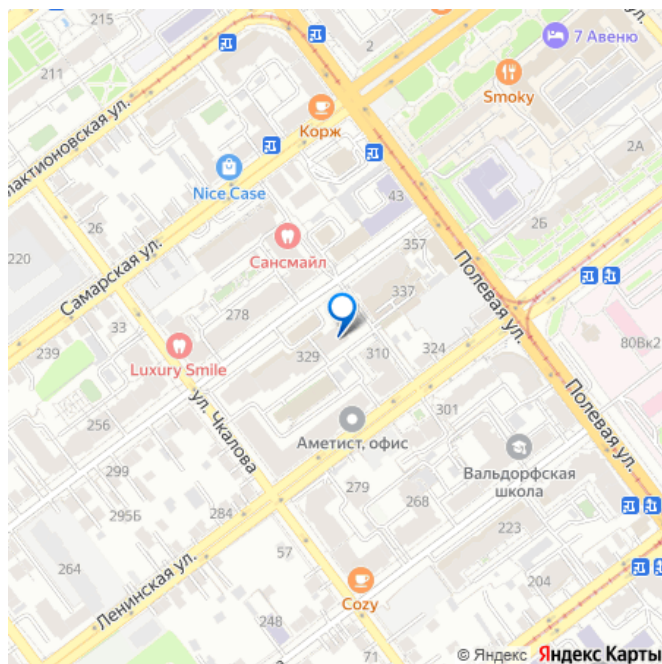 215
211
2
7 Авеню
Smoky
Корж
лактионовская ул.
Nice Case
2А
43
26
Самарская ул.
220
Сансмайл
357
2Б
Полевая ул.
337
278
33
239
Luxury Smile
329
310
324
80Вк2
ул. Чкалова
301
Полевая ул.
256
Аметист, офис
Вальдорфская
школа
299
279
268
295Б
284
223
264
57
Ленинская ул.
204
Cozy
248
71
© Яндекс Яндекс Карты